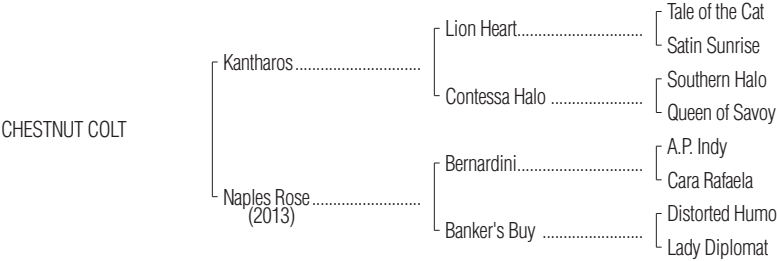 Tale of the Cat
Lion Heart..............................
Satin Sunrise
Kantharos..............................
Southern Halo
Contessa Halo ......................
Queen of Savoy
CHESTNUT COLT
A.P. Indy
Bernardini..............................
Cara Rafaela
Naples Rose..........................
(2013)
Distorted Humo
Banker's Buy ........................
Lady Diplomat